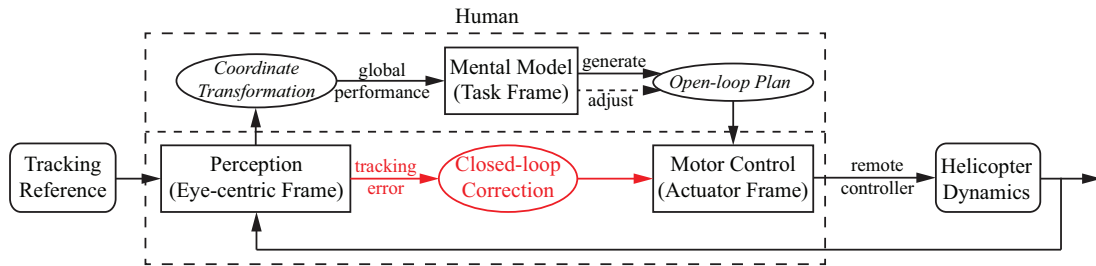 Human
Coordinate
Transformation
global
performance
Mental Model
(Task Frame)
generate
adjust
Open-loop Plan
Tracking
Reference
Perception
(Eye-centric Frame)
tracking
error
Closed-loop
Correction
Motor Control
(Actuator Frame)
remote
controller
Helicopter
Dynamics